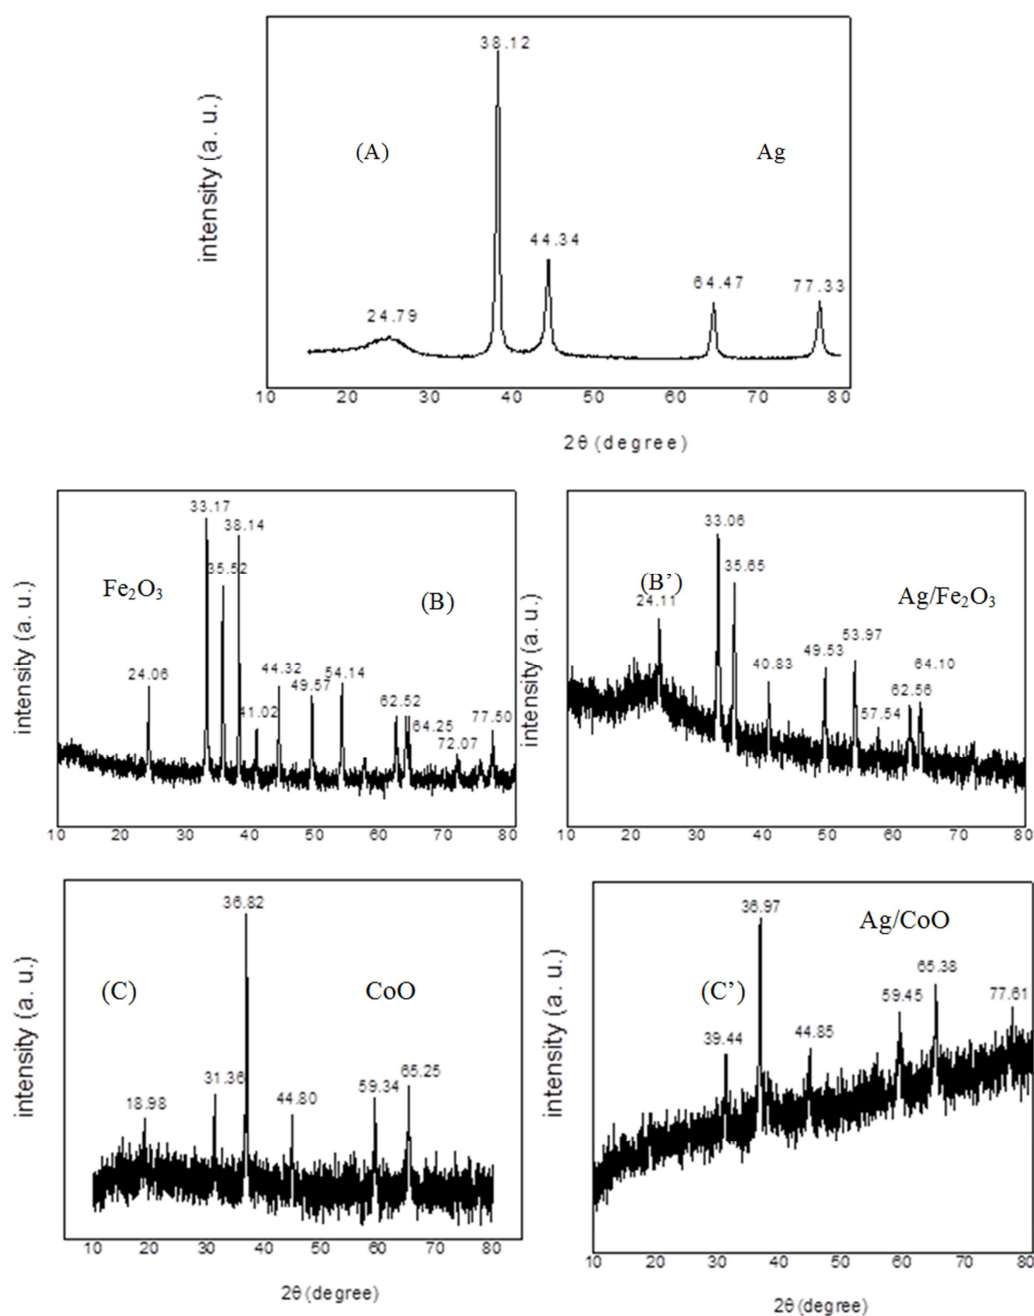 38.12
intensity (a. u.)
(A)
Ag
44.34
24.79
64.47
77.33
10 20 30 40 50 60 70 80
2θ (degree)
33.17
38.14
35.52
Fe₂O₃
(B)
intensity (a. u.)
24.06
44.32
41.02
49.57
54.14
62.52
64.25
72.07
77.50
10 20 30 40 50 60 70 80
33.06
35.65
(B’)
Ag/Fe₂O₃
intensity (a. u.)
24.11
40.83
49.53
53.97
57.54
62.56
64.10
10 20 30 40 50 60 70 80
36.82
(C)
CoO
intensity (a. u.)
18.98
31.36
44.80
59.34
65.25
10 20 30 40 50 60 70 80
2θ (degree)
36.97
Ag/CoO
(C’)
intensity (a. u.)
39.44
44.85
59.45
65.38
77.61
10 20 30 40 50 60 70 80
2θ (degree)